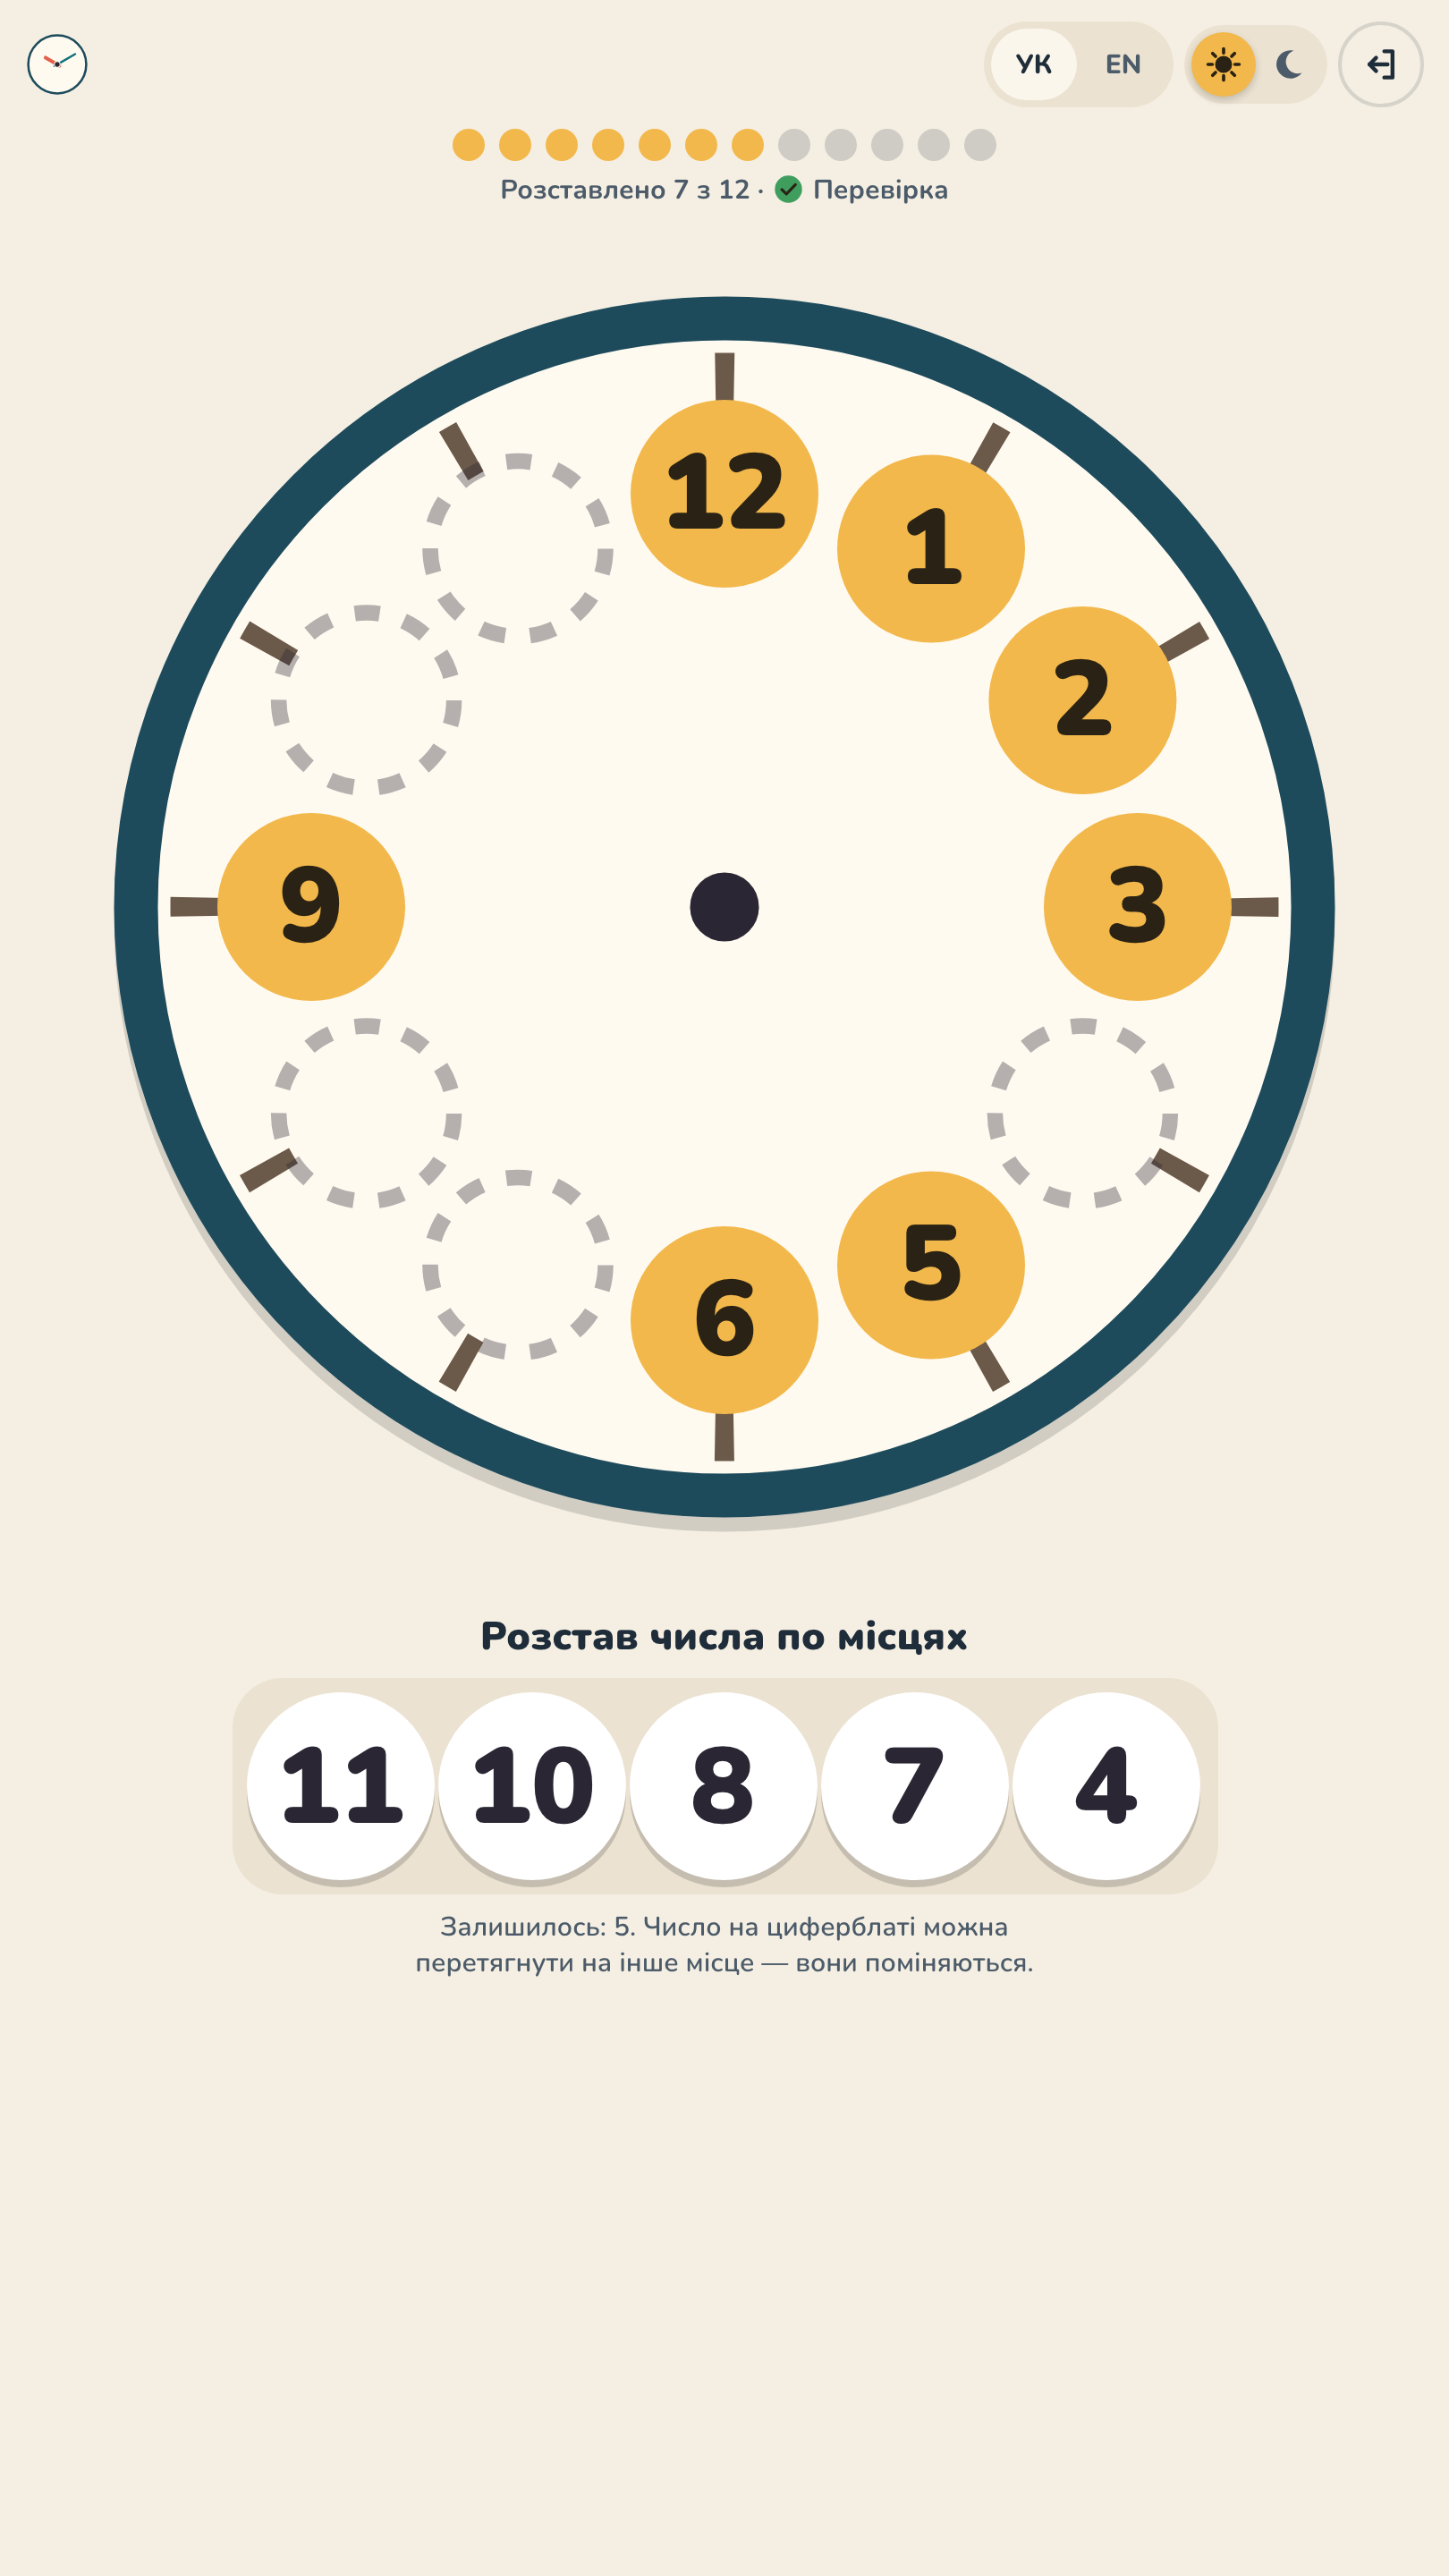 УК EN
Розставлено 7 з 12 · Перевірка
12
1
2
9
3
5
6
Розстав числа по місцях
11 10 8 7 4
Залишилось: 5. Число на циферблаті можна
перетягнути на інше місце — вони поміняються.